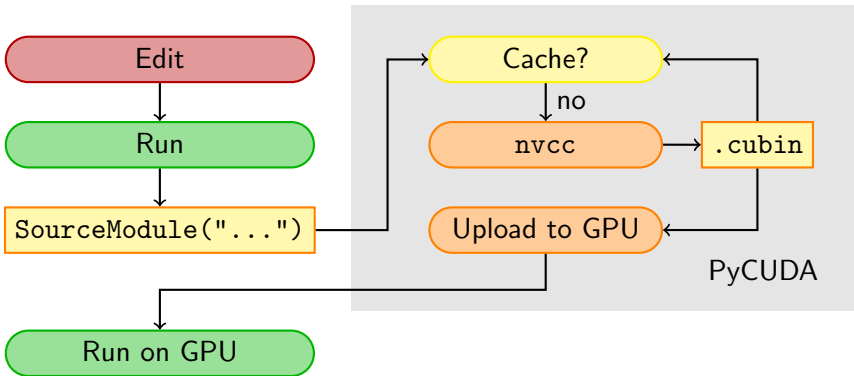 Edit
Run
SourceModule("...")
Cache?
no
nvcc
.cubin
Upload to GPU
PyCUDA
Run on GPU